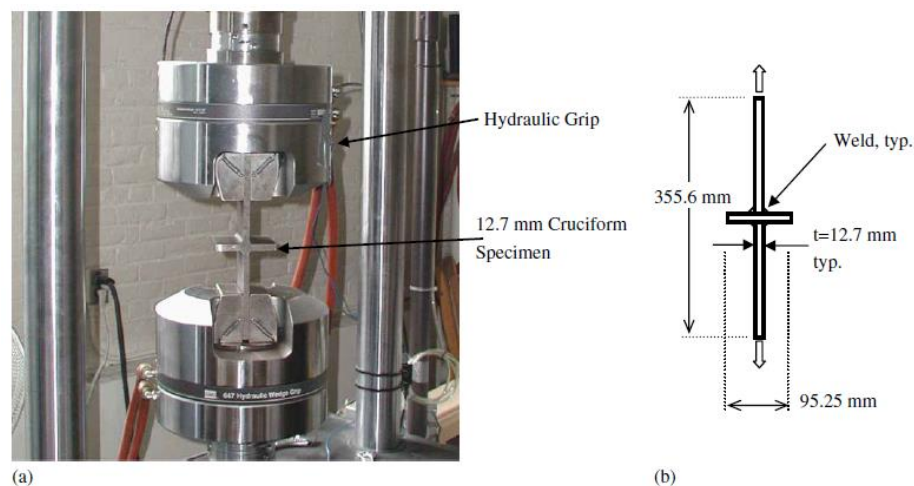 Hydraulic Grip
12.7 mm Cruciform
Specimen
647 Hydraulic Wedge Grip
(a)
Weld, typ.
355.6 mm
t=12.7 mm
typ.
95.25 mm
(b)